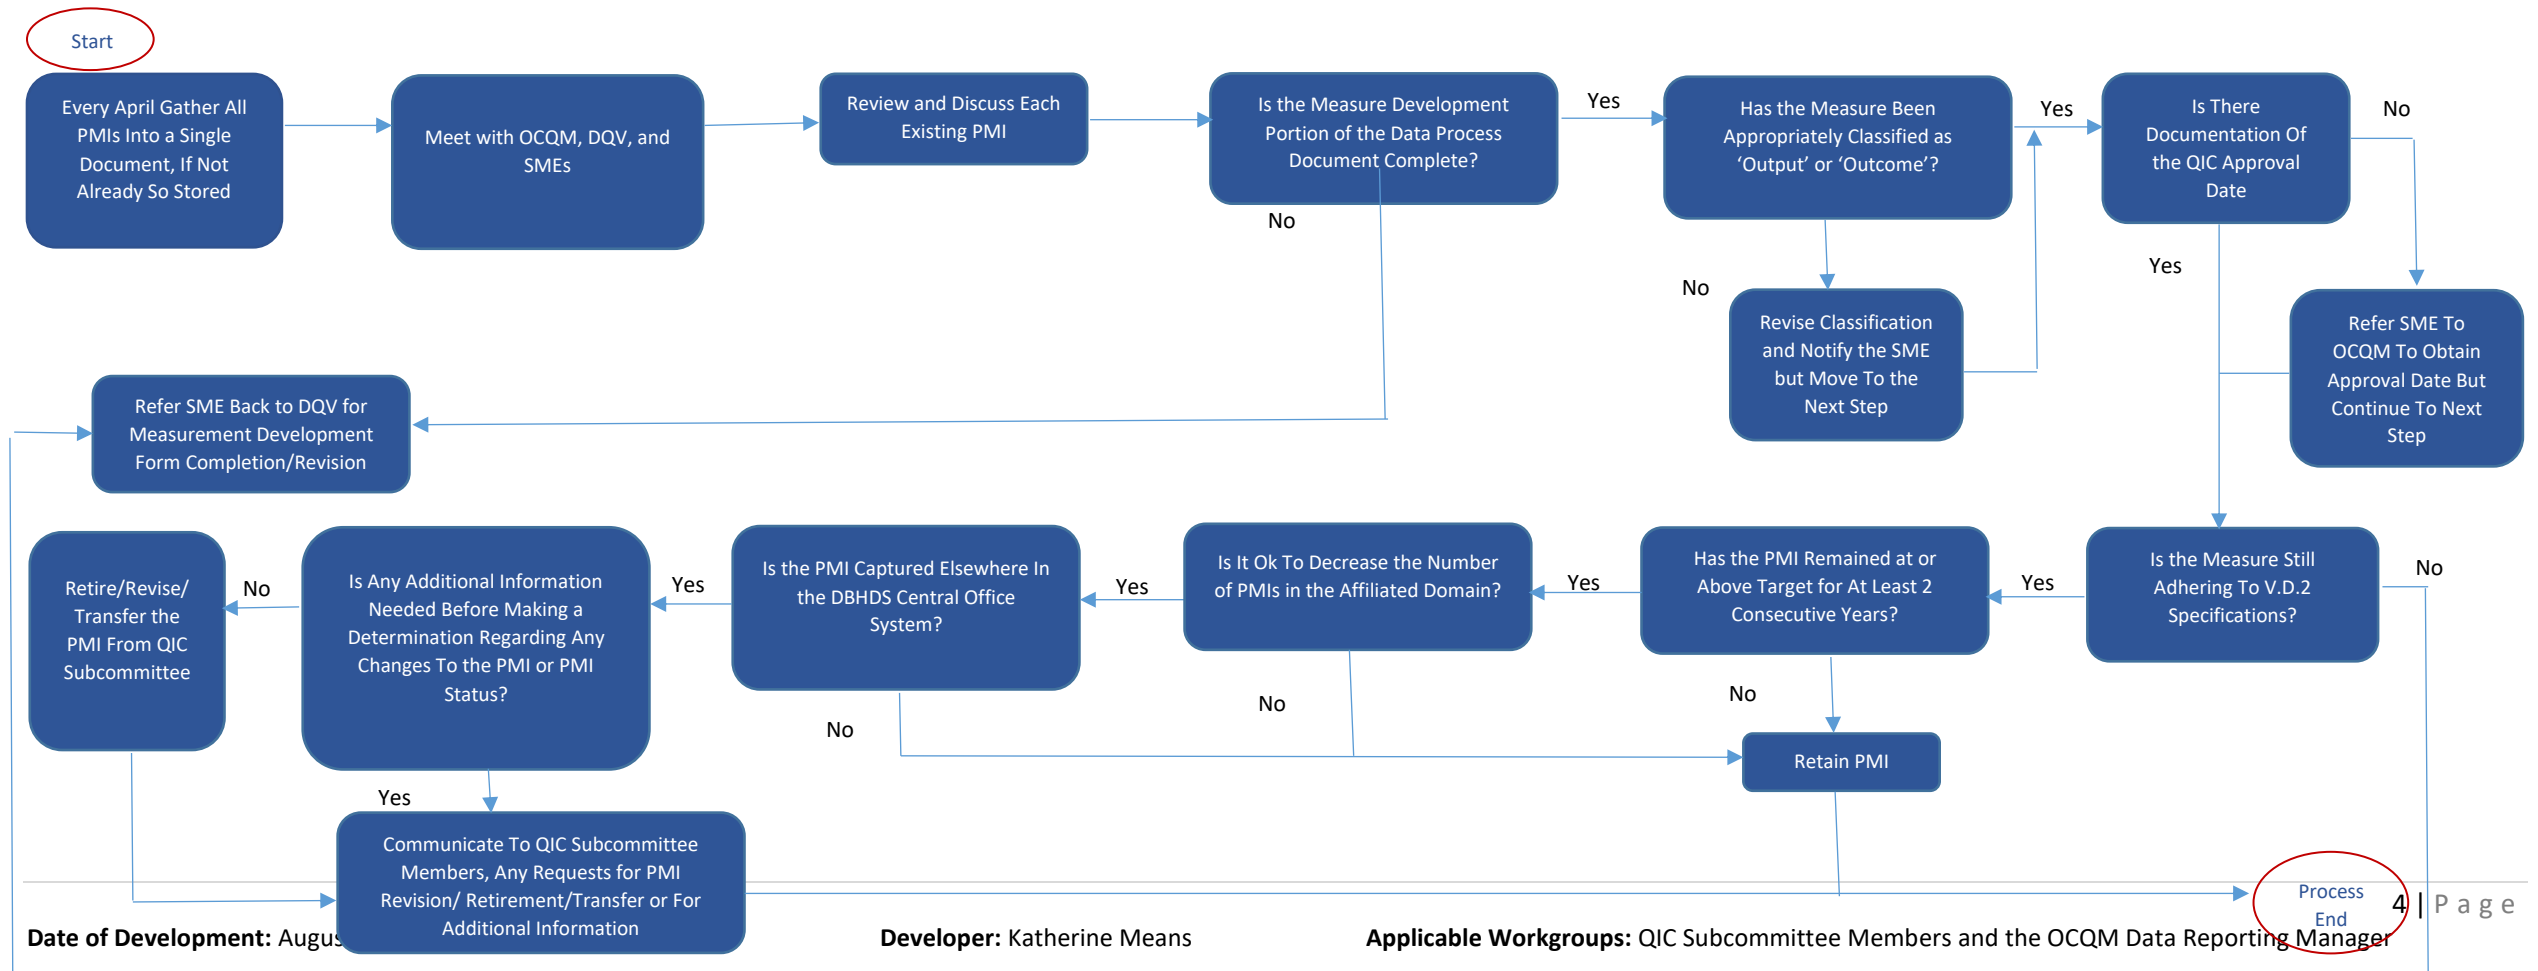 Start
Every April Gather All
PMIs Into a Single
Document, If Not
Already So Stored
Meet with OCQM, DQV, and
SMEs
Review and Discuss Each
Existing PMI
Is the Measure Development
Portion of the Data Process
Document Complete?
Yes
No
Has the Measure Been
Appropriately Classified as
‘Output’ or ‘Outcome’?
Yes
No
Is There
Documentation Of
the QIC Approval
Date
No
Yes
Revise Classification
and Notify the SME
but Move To the
Next Step
Refer SME To
OCQM To Obtain
Approval Date But
Continue To Next
Step
Refer SME Back to DQV for
Measurement Development
Form Completion/Revision
Is the Measure Still
Adhering To V.D.2
Specifications?
No
Yes
Has the PMI Remained at or
Above Target for At Least 2
Consecutive Years?
Yes
No
Is It Ok To Decrease the Number
of PMIs in the Affiliated Domain?
Yes
No
Is the PMI Captured Elsewhere In
the DBHDS Central Office
System?
Yes
No
Is Any Additional Information
Needed Before Making a
Determination Regarding Any
Changes To the PMI or PMI
Status?
No
Yes
Retire/Revise/
Transfer the
PMI From QIC
Subcommittee
Retain PMI
Communicate To QIC Subcommittee
Members, Any Requests for PMI
Revision/ Retirement/Transfer or For
Additional Information
Process
End
4 | Page
Date of Development: Augus
Developer: Katherine Means
Applicable Workgroups: QIC Subcommittee Members and the OCQM Data Reporting Manager